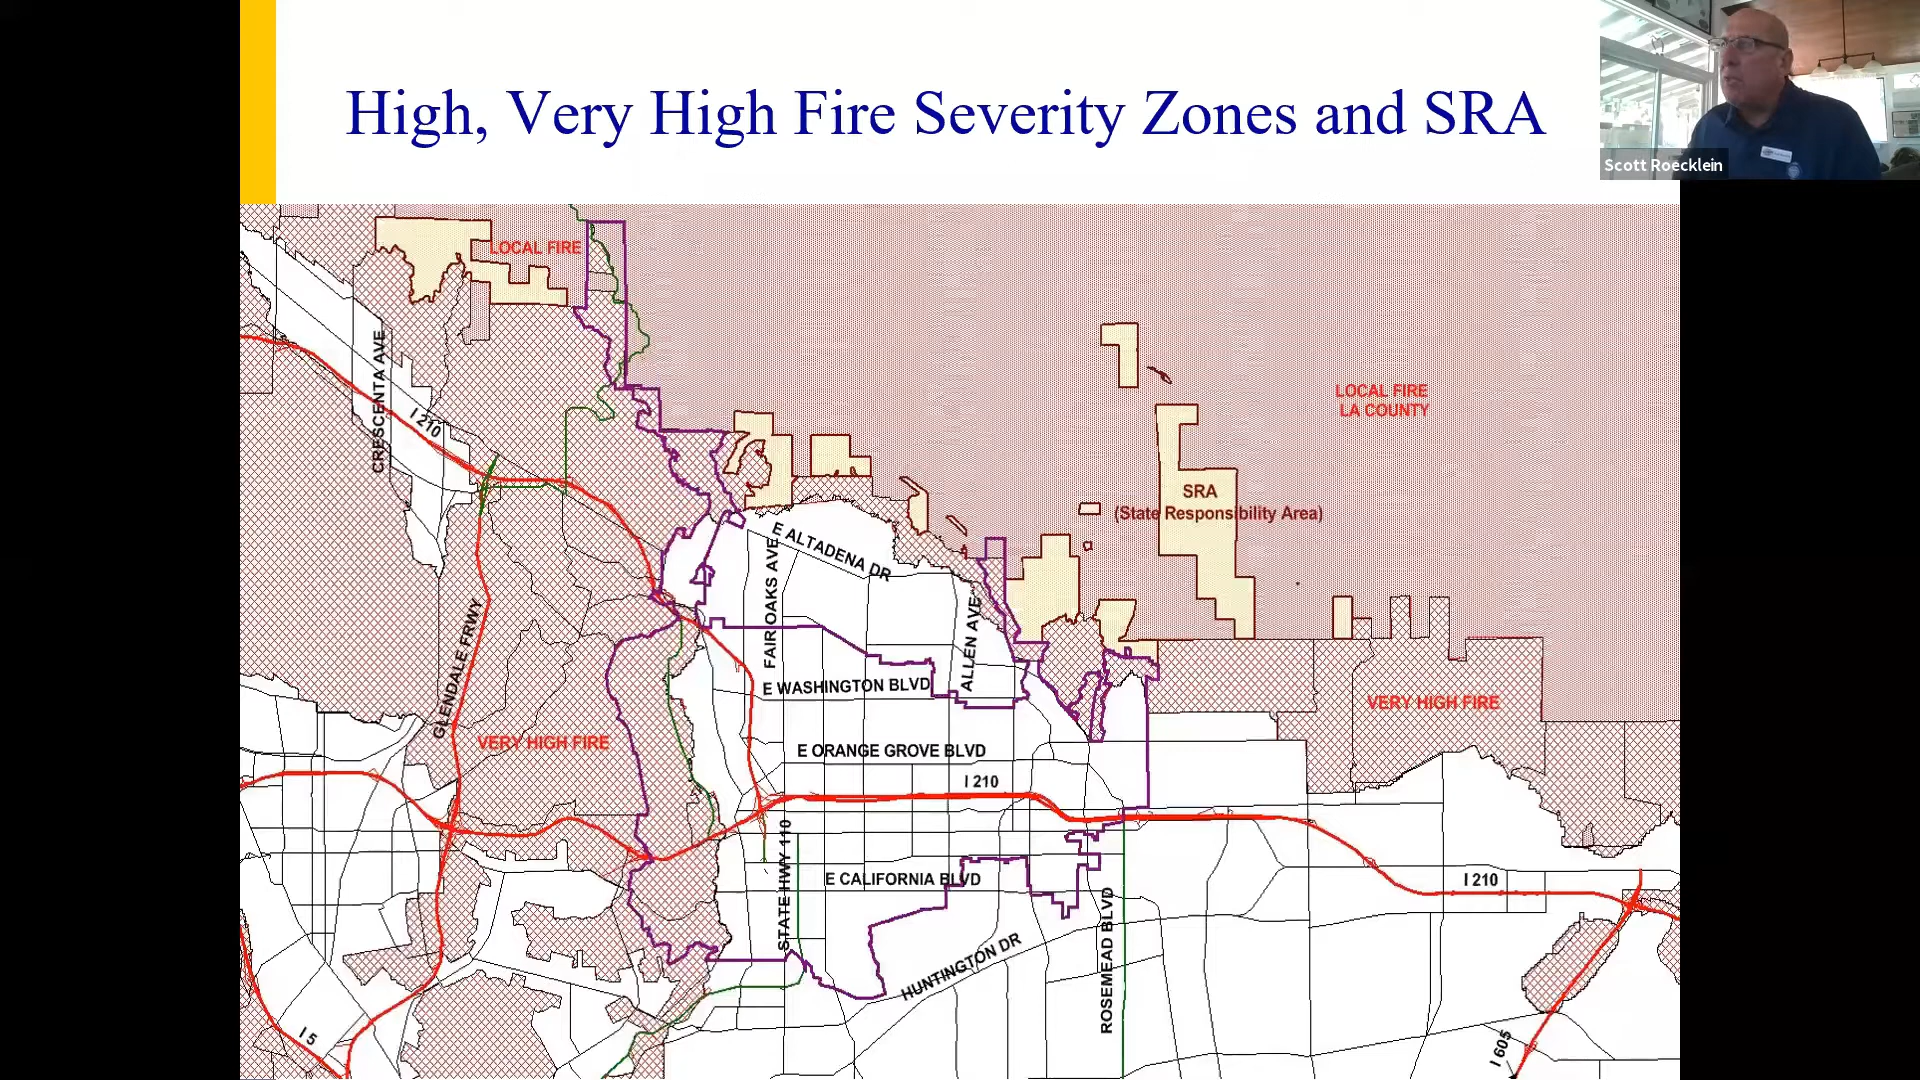 High, Very High Fire Severity Zones and SRA
Scott Roecklein
LOCAL FIRE
CRESCENTA AVE
I 210
LOCAL FIRE
LA COUNTY
SRA
(State Responsibility Area)
E ALTADENA DR
FAIR OAKS AVE
ALLEN AVE
GLENDALE FRWY
E WASHINGTON BLVD
VERY HIGH FIRE
VERY HIGH FIRE
E ORANGE GROVE BLVD
I 210
STATE HWY 110
E CALIFORNIA BLVD
I 210
HUNTINGTON DR
ROSEMEAD BLVD
I 5
I 605